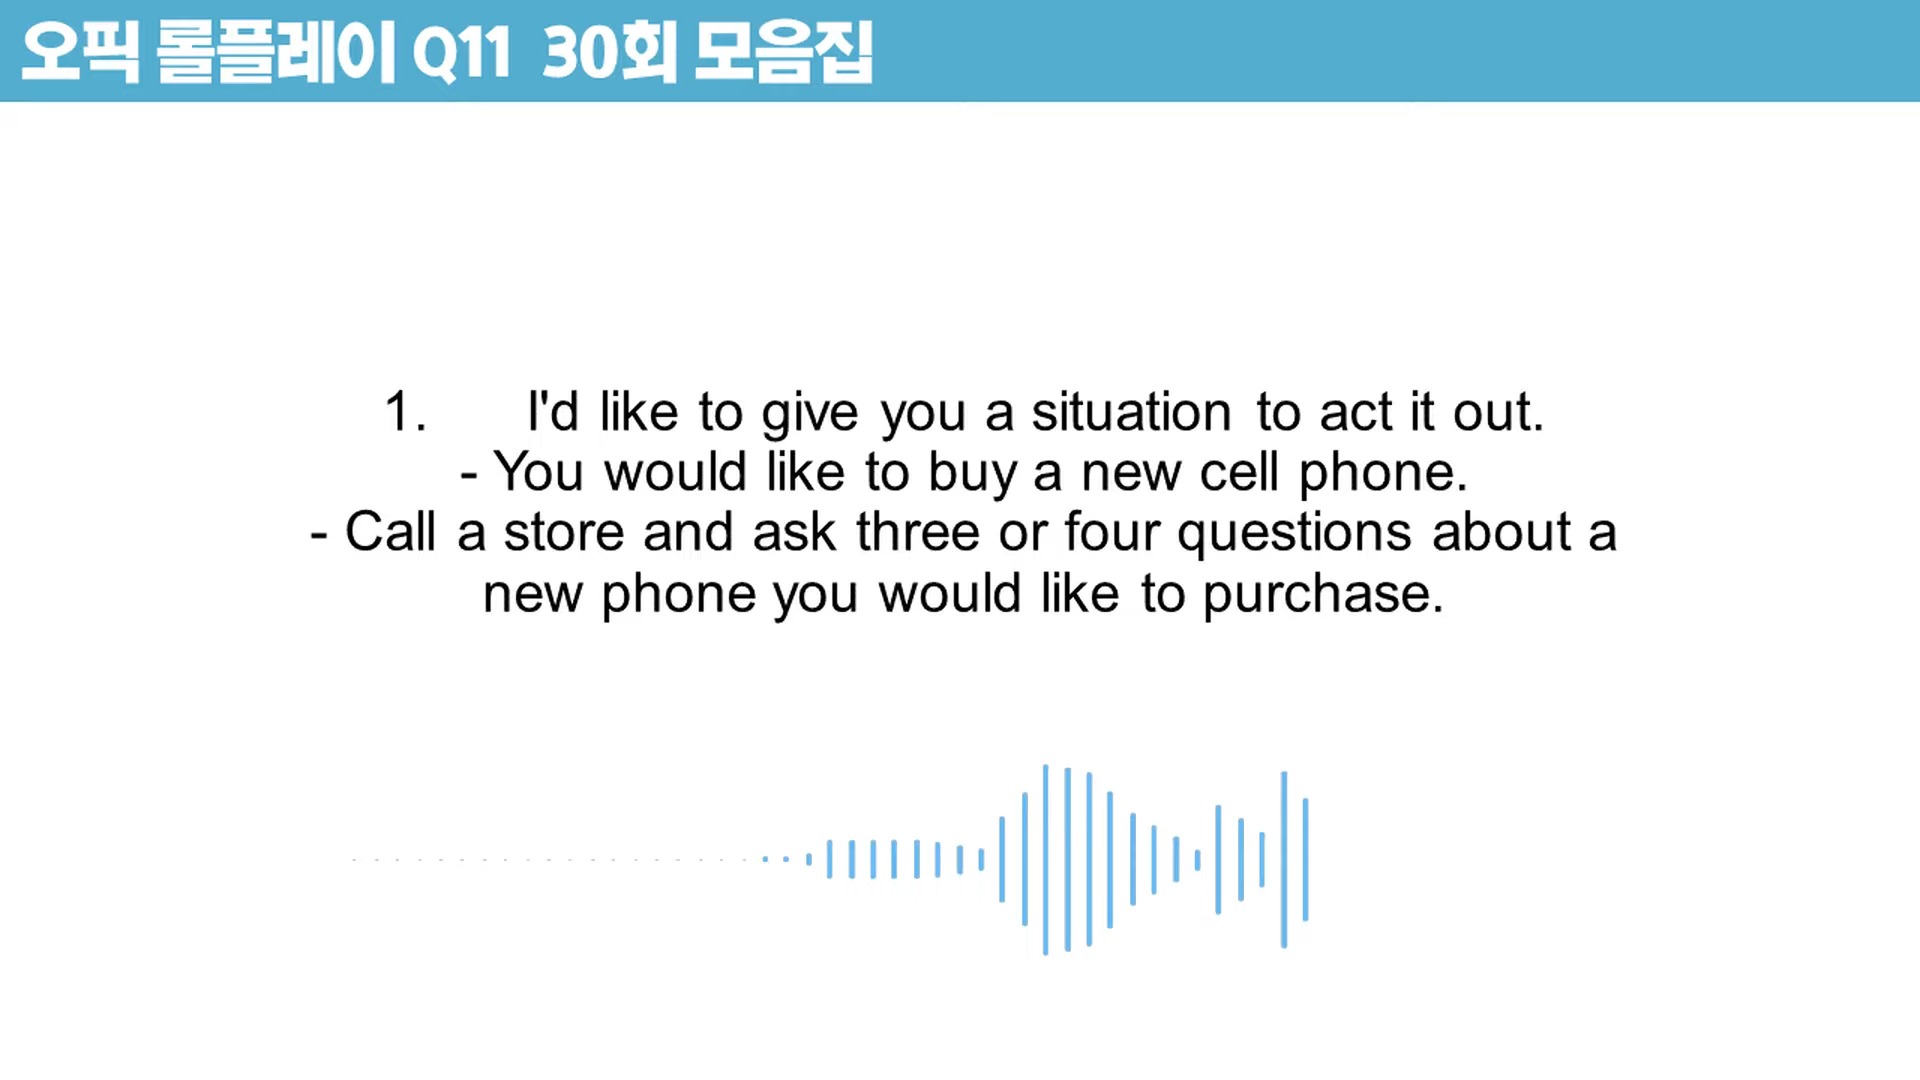 오픽 롤플레이 Q11 30회 모음집
1. I'd like to give you a situation to act it out.
- You would like to buy a new cell phone.
- Call a store and ask three or four questions about a
new phone you would like to purchase.